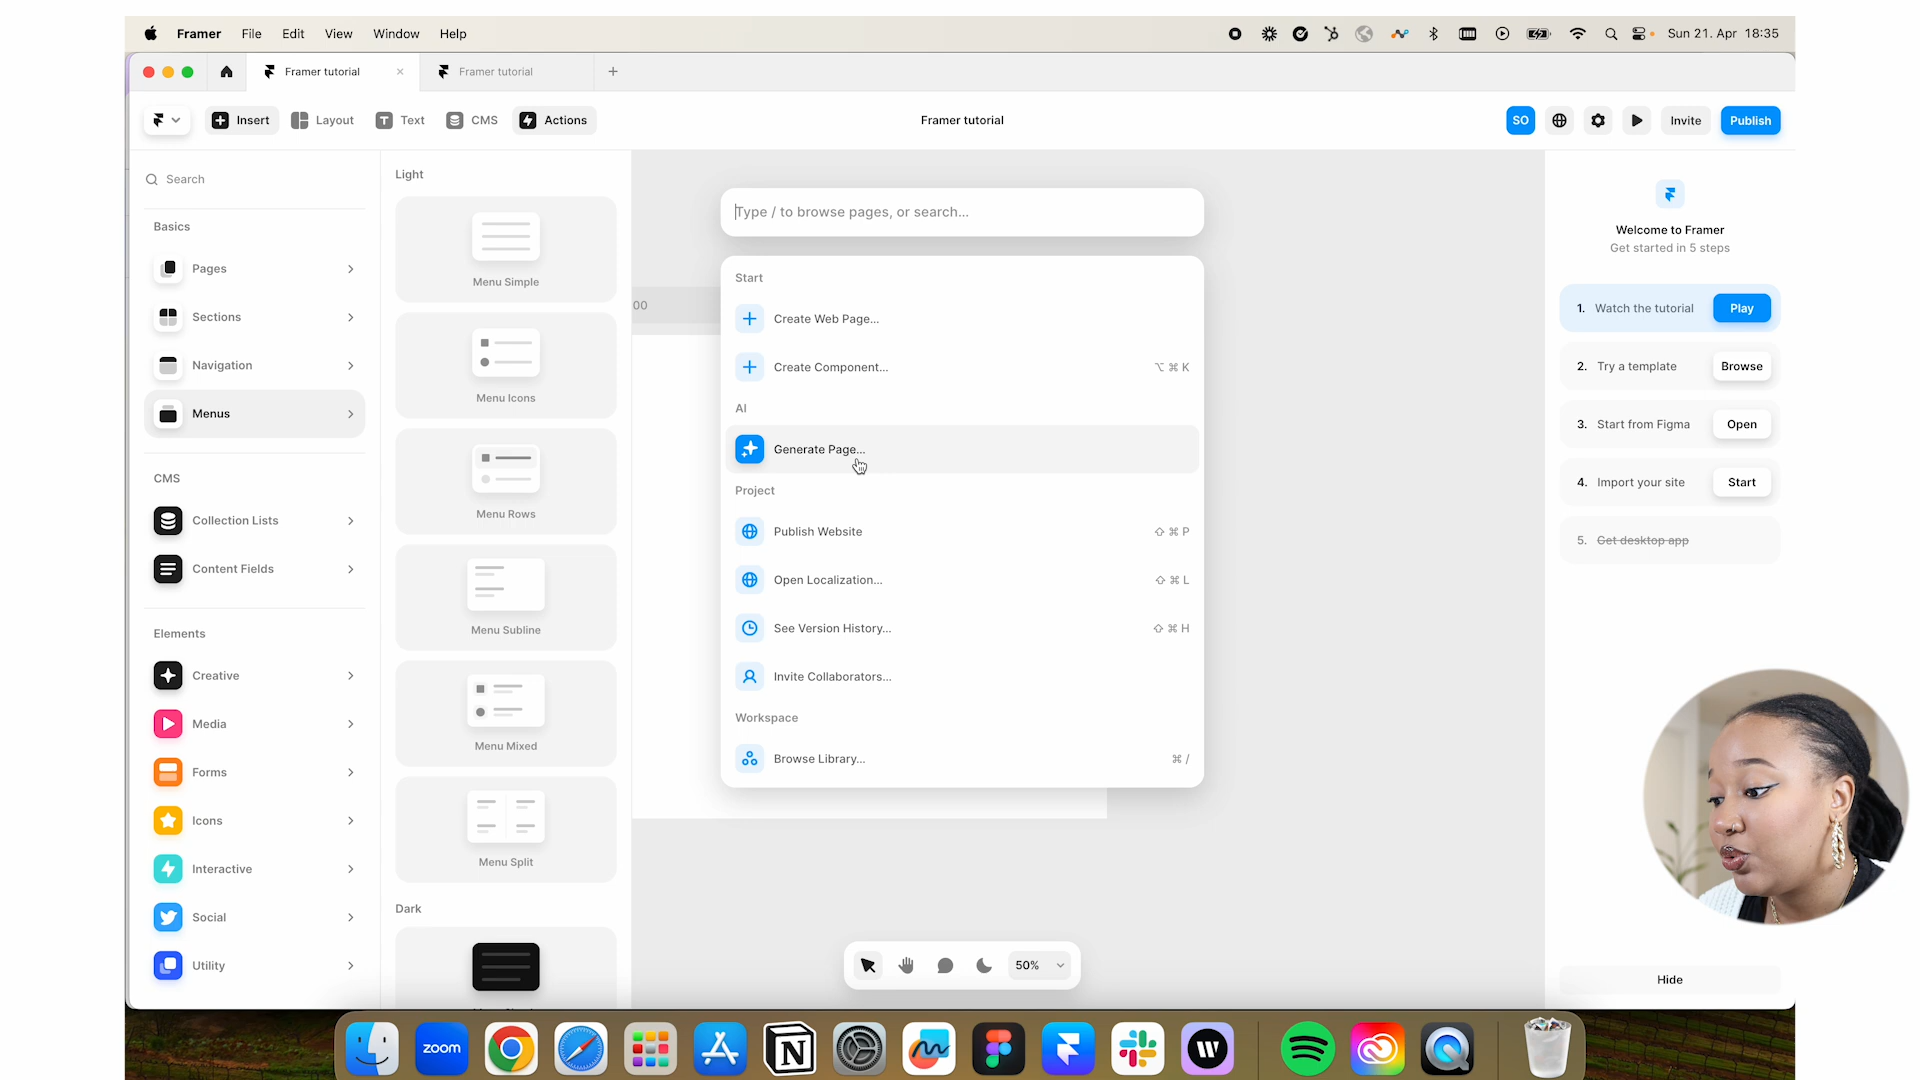 Framer File Edit View Window Help
Sun 21. Apr 18:35
Framer tutorial
Framer tutorial
Insert Layout Text CMS Actions
Framer tutorial
SO
Invite
Publish
Search
Basics
Pages
Sections
Navigation
Menus
CMS
Collection Lists
Content Fields
Elements
Creative
Media
Forms
Icons
Interactive
Social
Utility
Light
Menu Simple
Menu Icons
Menu Rows
Menu Subline
Menu Mixed
Menu Split
Dark
00
Type / to browse pages, or search...
Start
Create Web Page...
Create Component... ⌥ ⌘ K
AI
Generate Page...
Project
Publish Website ⇧ ⌘ P
Open Localization... ⇧ ⌘ L
See Version History... ⇧ ⌘ H
Invite Collaborators...
Workspace
Browse Library... ⌘ /
50%
Welcome to Framer
Get started in 5 steps
1. Watch the tutorial Play
2. Try a template Browse
3. Start from Figma Open
4. Import your site Start
5. Get desktop app
Hide
zoom